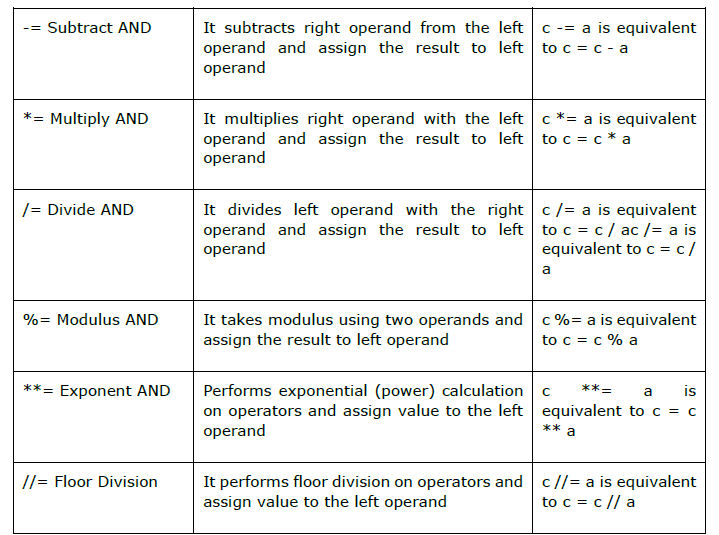 -= Subtract AND
It subtracts right operand from the left
operand and assign the result to left
operand
c -= a is equivalent
to c = c - a
*= Multiply AND
It multiplies right operand with the left
operand and assign the result to left
operand
c *= a is equivalent
to c = c * a
/= Divide AND
It divides left operand with the right
operand and assign the result to left
operand
c /= a is equivalent
to c = c / ac /= a is
equivalent to c = c /
a
%= Modulus AND
It takes modulus using two operands and
assign the result to left operand
c %= a is equivalent
to c = c % a
**= Exponent AND
Performs exponential (power) calculation
on operators and assign value to the left
operand
c **= a is
equivalent to c = c
** a
//= Floor Division
It performs floor division on operators and
assign value to the left operand
c //= a is equivalent
to c = c // a